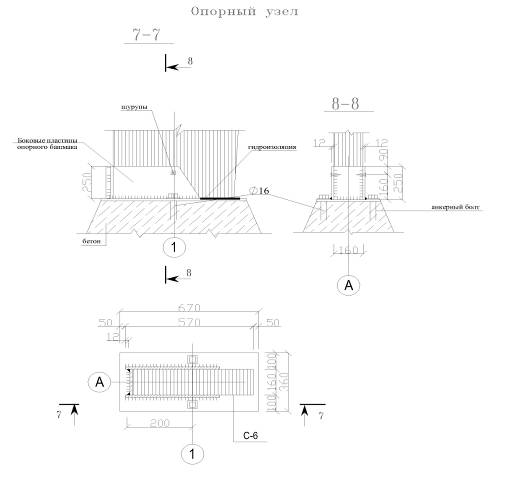 Опорный узел
7-7
8
шурупы
Боковые пластины
опорного башмака
гидроизоляция
250
Ø16
бетон
1
8
8-8
12
12
90
160
250
анкерный болт
160
А
670
50
570
50
12
А
100
160
100
360
7
7
200
С-6
1